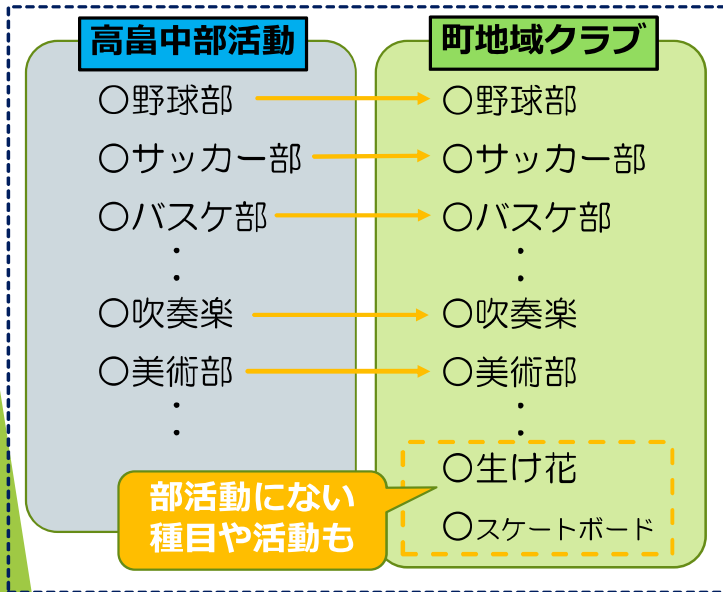 高畠中部活動
〇野球部
〇サッカー部
〇バスケ部
・
・
〇吹奏楽
〇美術部
・
・
町地域クラブ
〇野球部
〇サッカー部
〇バスケ部
・
・
〇吹奏楽
〇美術部
・
・
〇生け花
〇スケートボード
部活動にない
種目や活動も